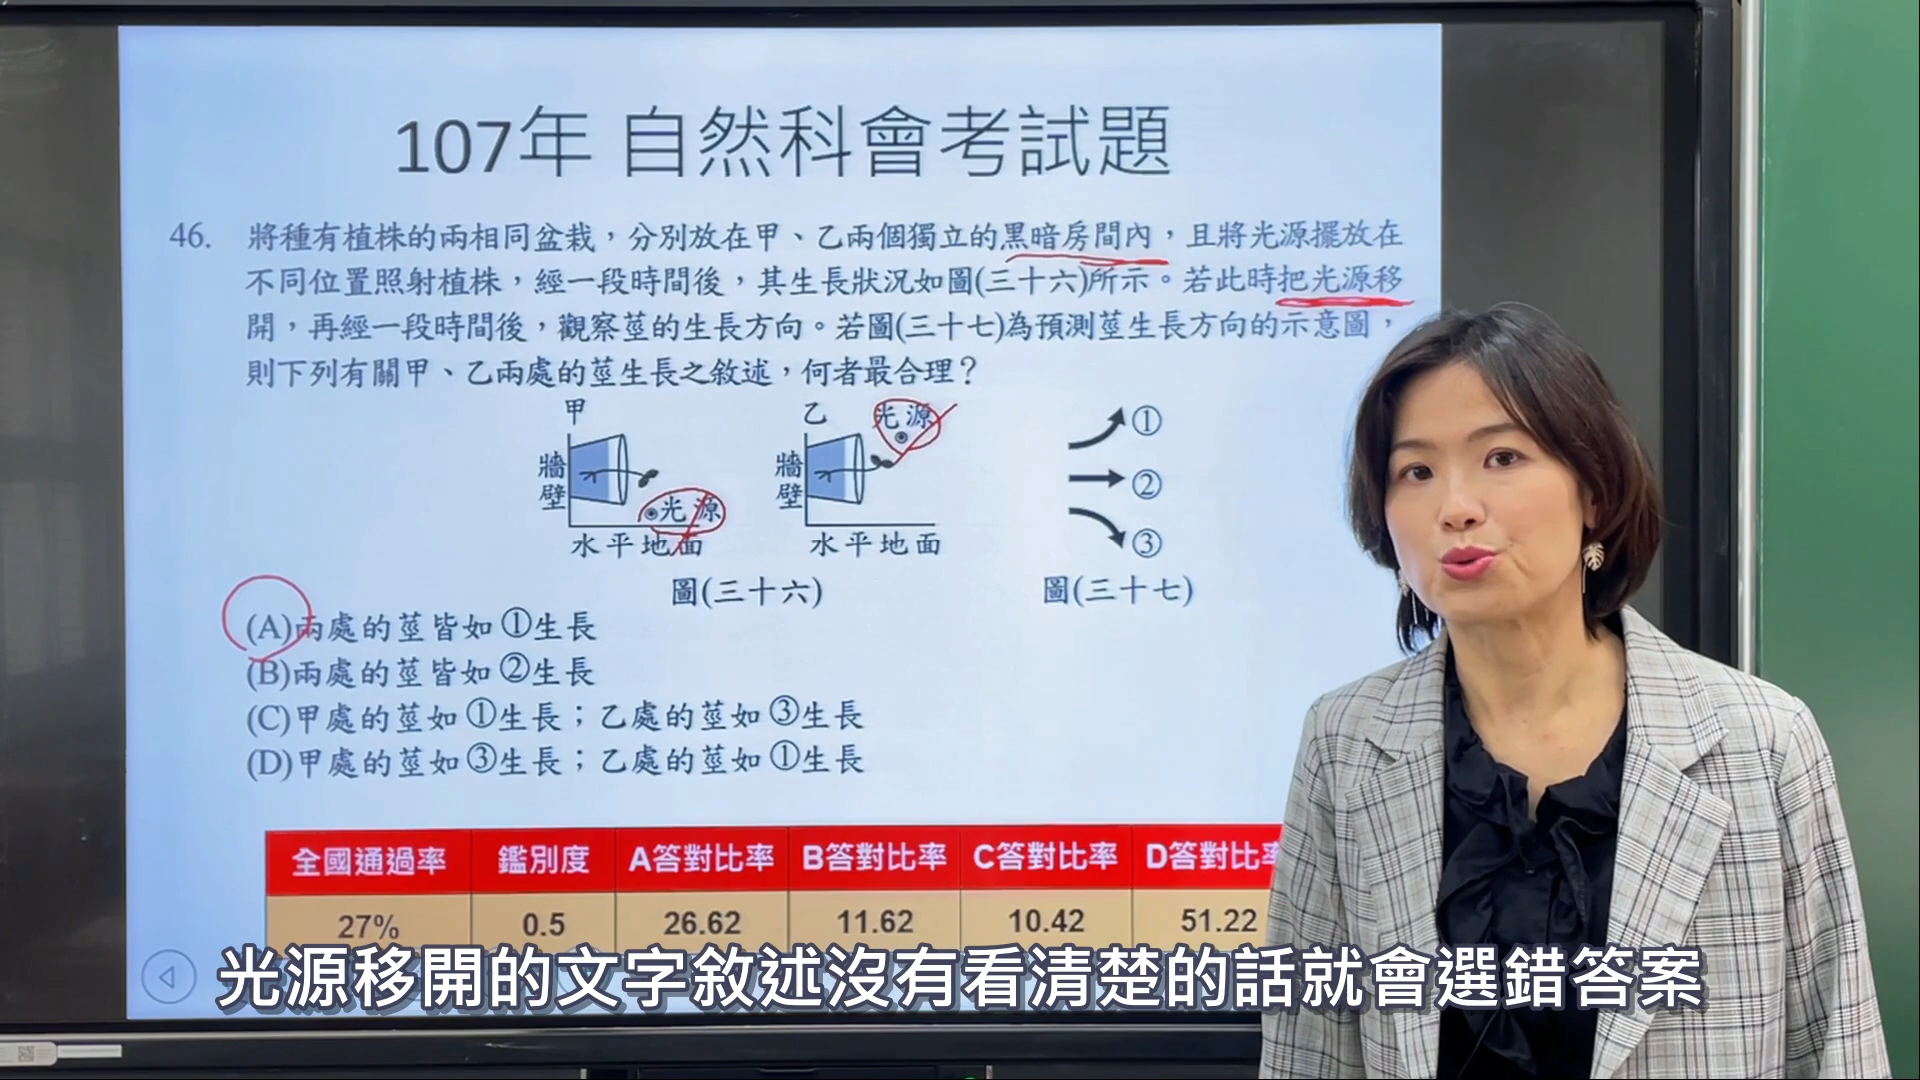 107年 自然科會考試題
46. 將種有植株的兩相同盆栽，分別放在甲、乙兩個獨立的黑暗房間內，且將光源擺放在
不同位置照射植株，經一段時間後，其生長狀況如圖(三十六)所示。若此時把光源移
開，再經一段時間後，觀察莖的生長方向。若圖(三十七)為預測莖生長方向的示意圖，
則下列有關甲、乙兩處的莖生長之敘述，何者最合理？
甲
牆壁
光源
水平地面
乙
光源
牆壁
水平地面
圖(三十六)
①
②
③
圖(三十七)
(A)兩處的莖皆如①生長
(B)兩處的莖皆如②生長
(C)甲處的莖如①生長；乙處的莖如③生長
(D)甲處的莖如③生長；乙處的莖如①生長
全國通過率 鑑別度 A答對比率 B答對比率 C答對比率 D答對比率
27% 0.5 26.62 11.62 10.42 51.22
光源移開的文字敘述沒有看清楚的話就會選錯答案